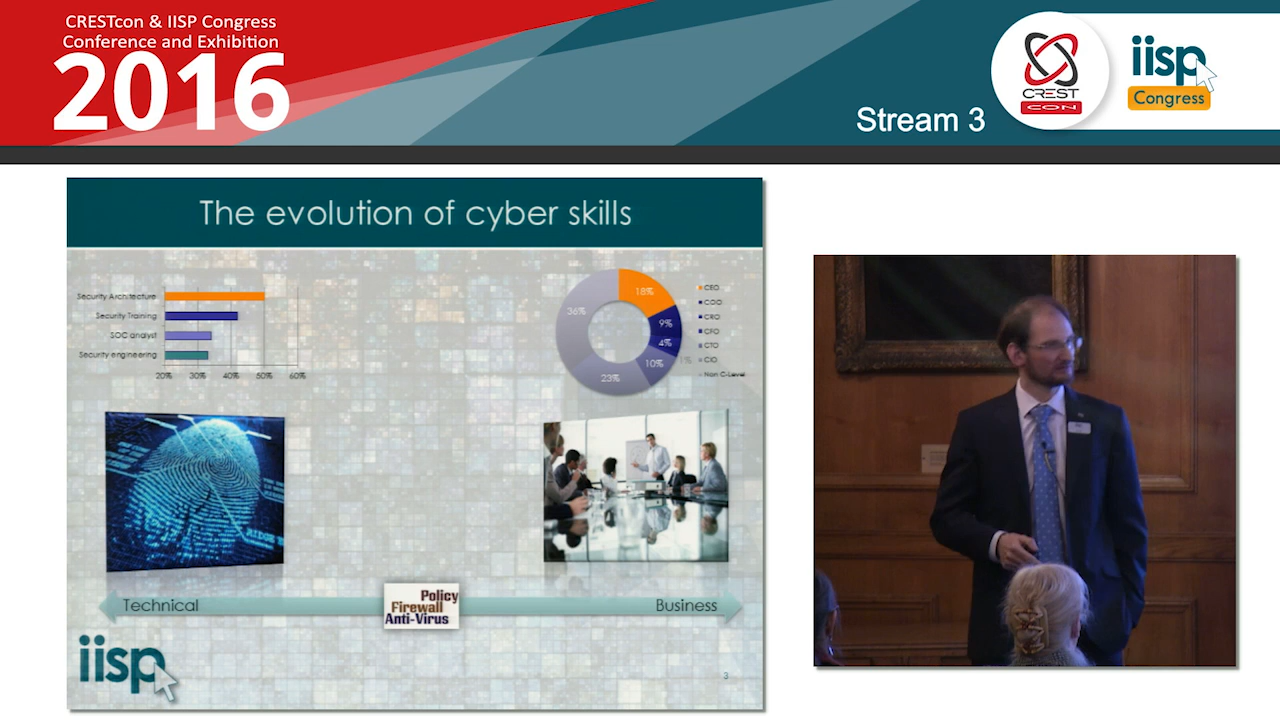 CRESTcon & IISP Congress
Conference and Exhibition
2016
Stream 3
CREST
CON
iisp
Congress
The evolution of cyber skills
Security Architecture
Security Training
SOC analyst
Security engineering
20% 30% 40% 50% 60%
18%
9%
4%
10%
1%
23%
36%
CEO
COO
CRO
CFO
CTO
CIO
Non C-Level
Technical
Policy
Firewall
Anti-Virus
Business
iisp
3